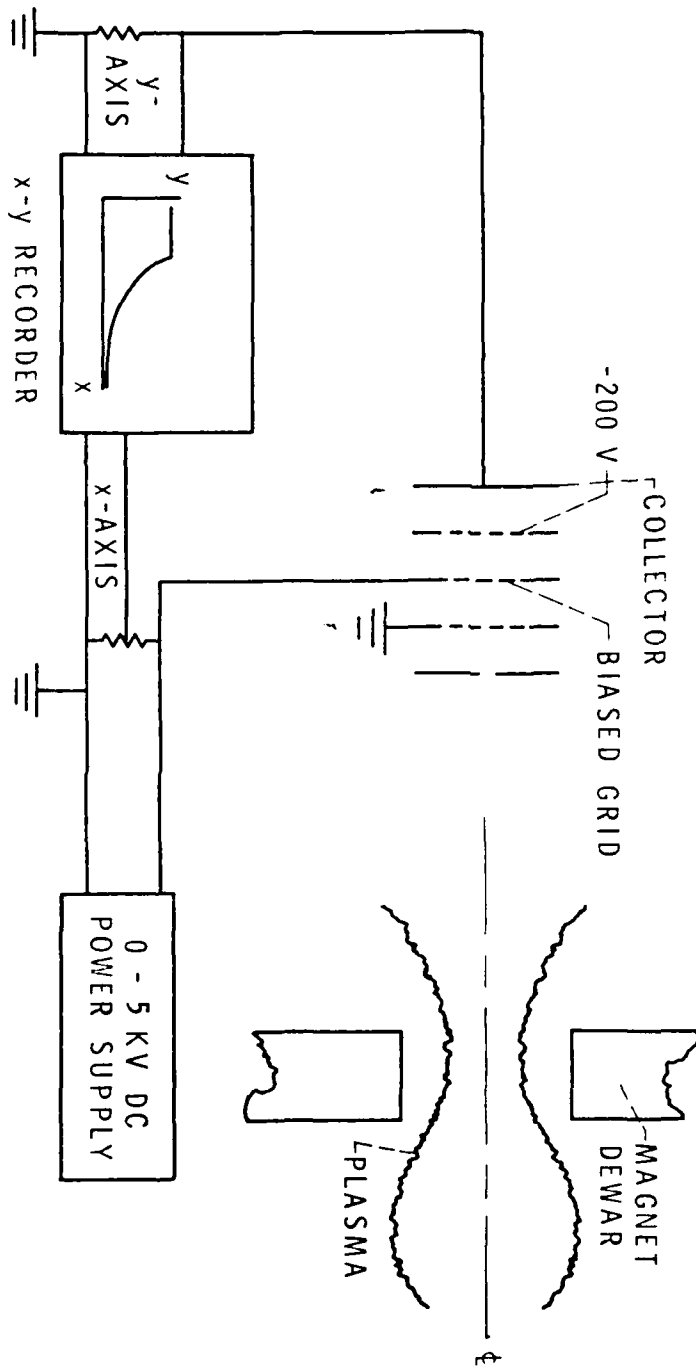 MAGNET
DEWAR
PLASMA
COLLECTOR
BIASED GRID
-200 V
y-
AXIS
y
x
x-y RECORDER
x-AXIS
0 - 5 KV DC
POWER SUPPLY
℄